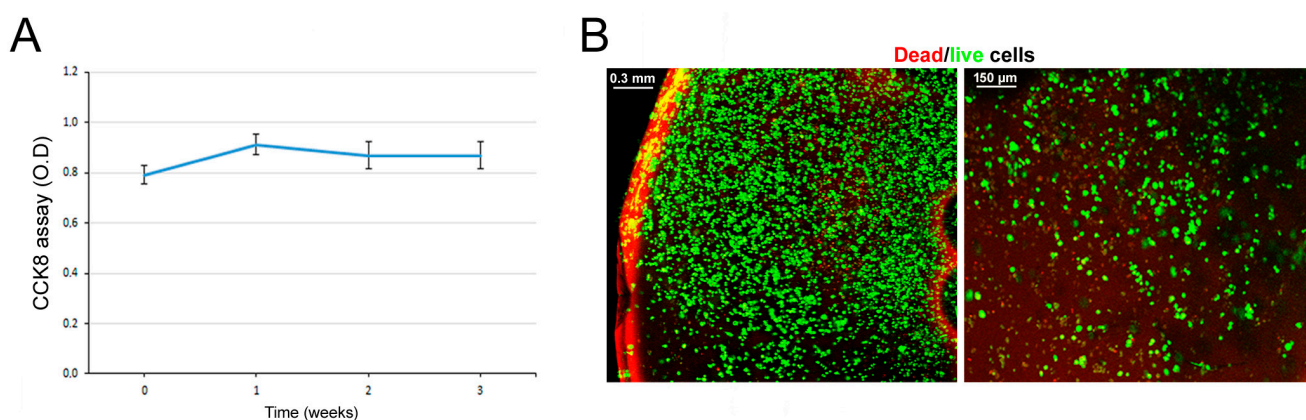 A
CCK8 assay (O.D)
1,2
1,0
0,8
0,6
0,4
0,2
0,0
0
1
2
3
Time (weeks)
B
Dead/live cells
0.3 mm
150 µm